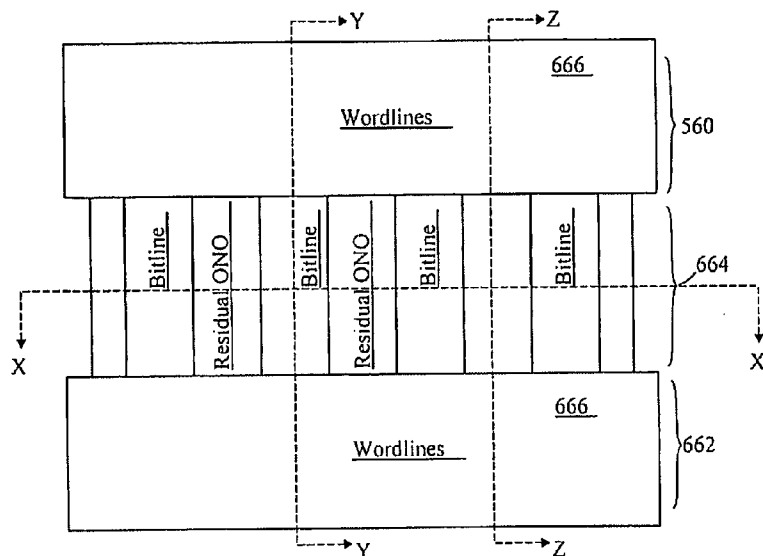 Y
Z
666
Wordlines
560
Bitline
Residual ONO
Bitline
Residual ONO
Bitline
Bitline
664
X
X
666
Wordlines
662
Y
Z